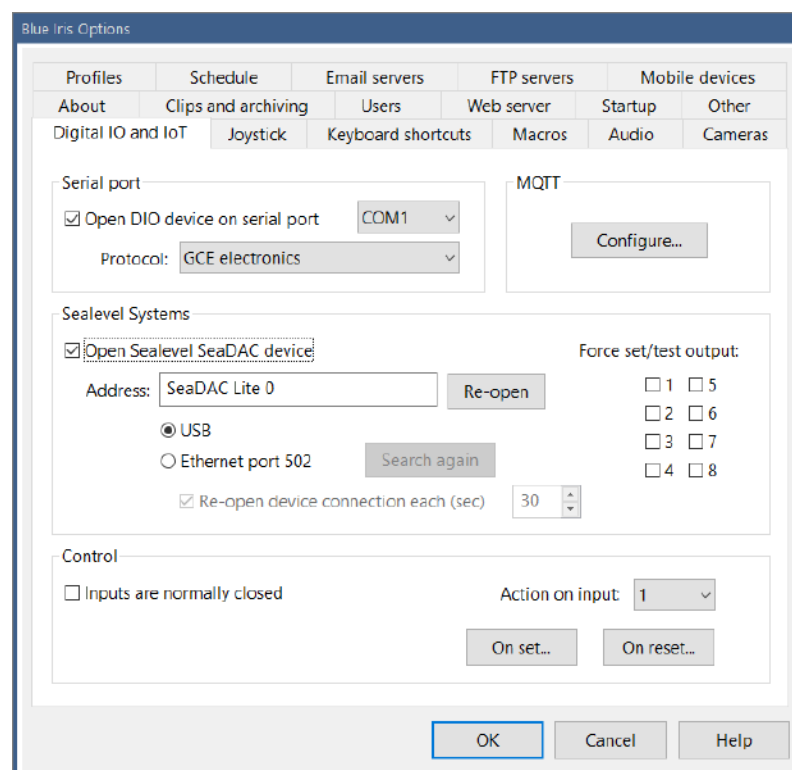 Blue Iris Options
Profiles Schedule Email servers FTP servers Mobile devices
About Clips and archiving Users Web server Startup Other
Digital IO and IoT Joystick Keyboard shortcuts Macros Audio Cameras
Serial port
Open DIO device on serial port COM1
Protocol: GCE electronics
MQTT
Configure...
Sealevel Systems
Open Sealevel SeaDAC device
Address: SeaDAC Lite 0 Re-open
USB
Ethernet port 502 Search again
Re-open device connection each (sec) 30
Force set/test output:
1 5
2 6
3 7
4 8
Control
Inputs are normally closed
Action on input: 1
On set... On reset...
OK Cancel Help